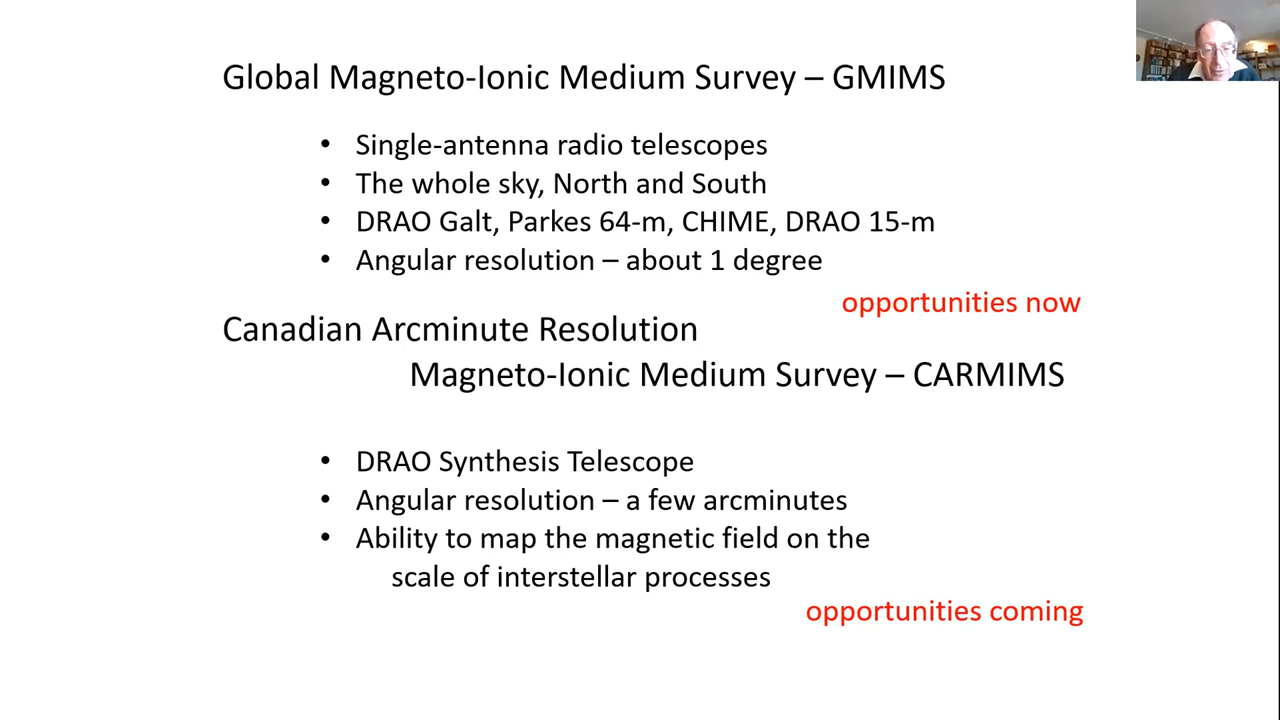 Global Magneto-Ionic Medium Survey – GMIMS
• Single-antenna radio telescopes
• The whole sky, North and South
• DRAO Galt, Parkes 64-m, CHIME, DRAO 15-m
• Angular resolution – about 1 degree
opportunities now
Canadian Arcminute Resolution
Magneto-Ionic Medium Survey – CARMIMS
• DRAO Synthesis Telescope
• Angular resolution – a few arcminutes
• Ability to map the magnetic field on the
scale of interstellar processes
opportunities coming